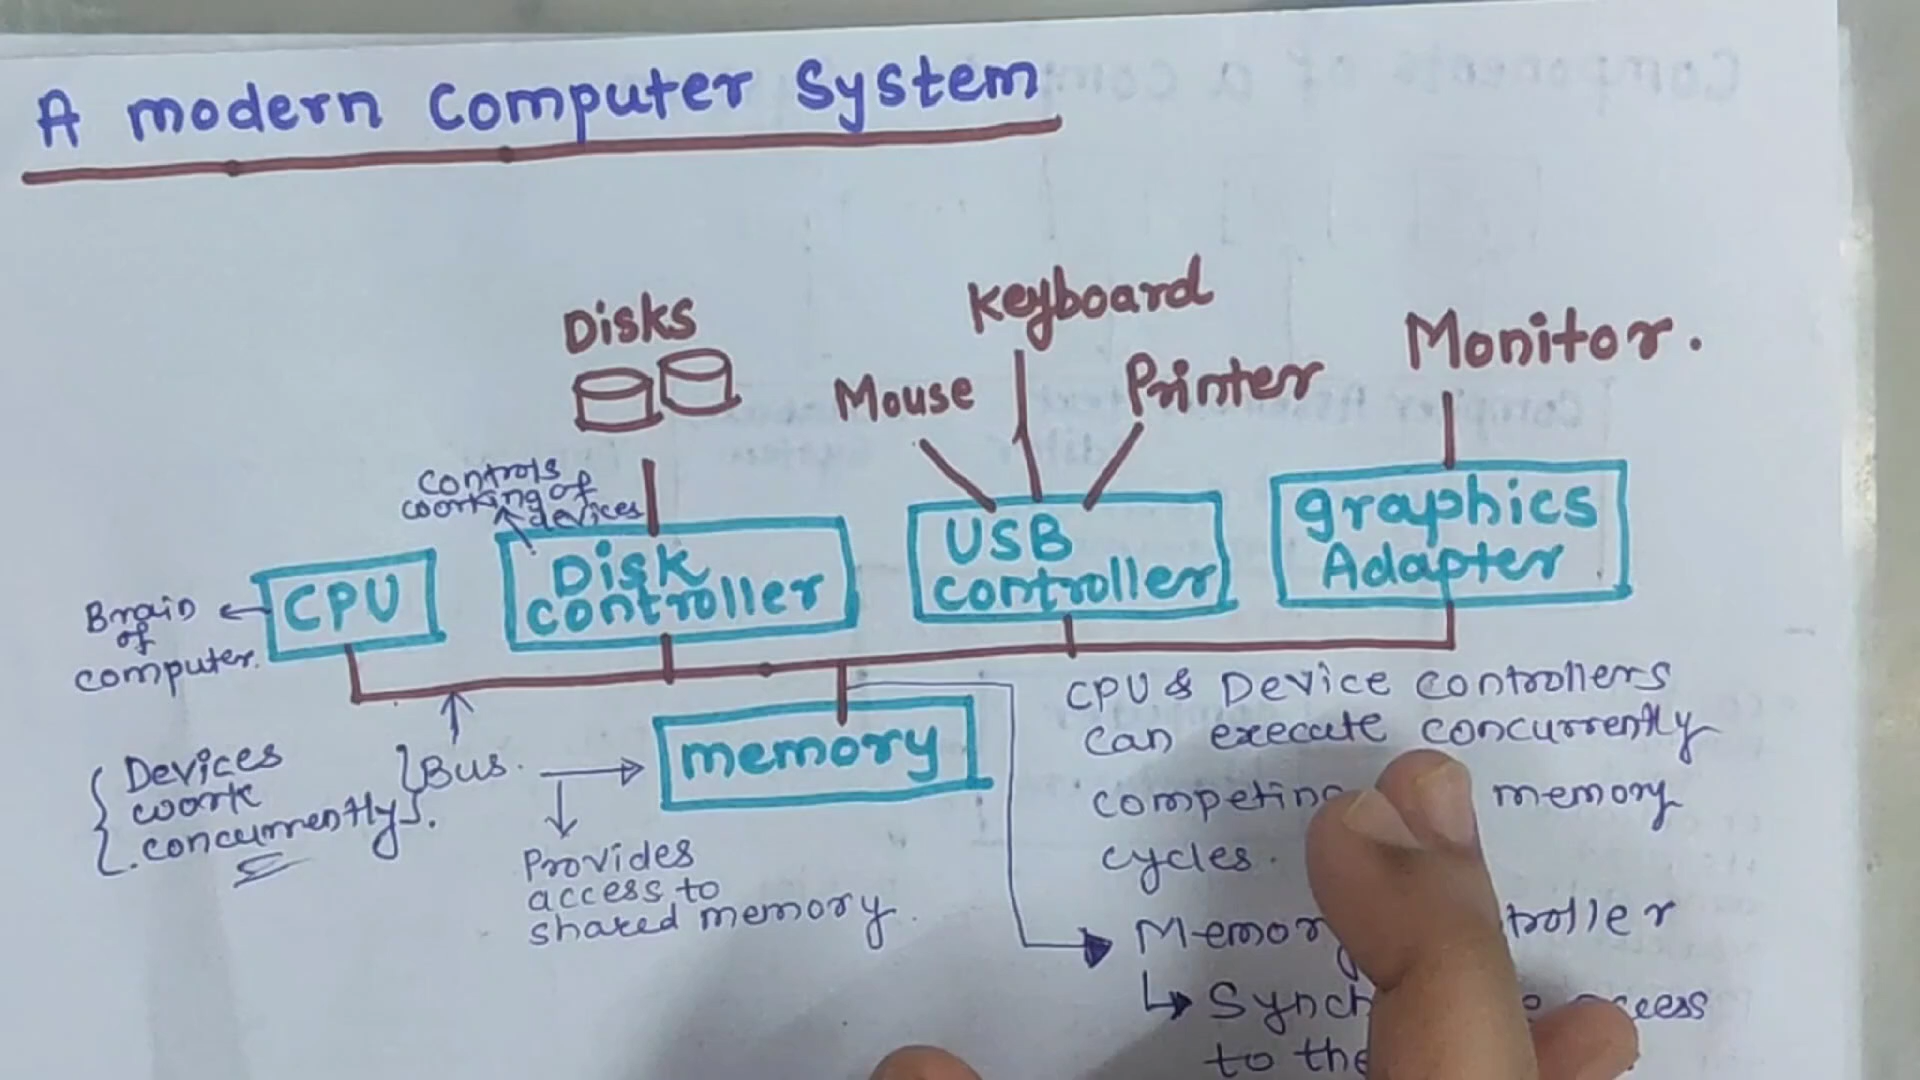 A modern Computer System
Disks
Keyboard
Mouse
Printer
Monitor.
Controls
working of
devices
CPU
Disk
Controller
USB
Controller
graphics
Adapter
Brain
of
computer.
memory
Devices
work
concurrently.
Bus.
Provides
access to
shared memory.
CPU & Device Controllers
can execute concurrently
competing memory
cycles.
Memory
to the